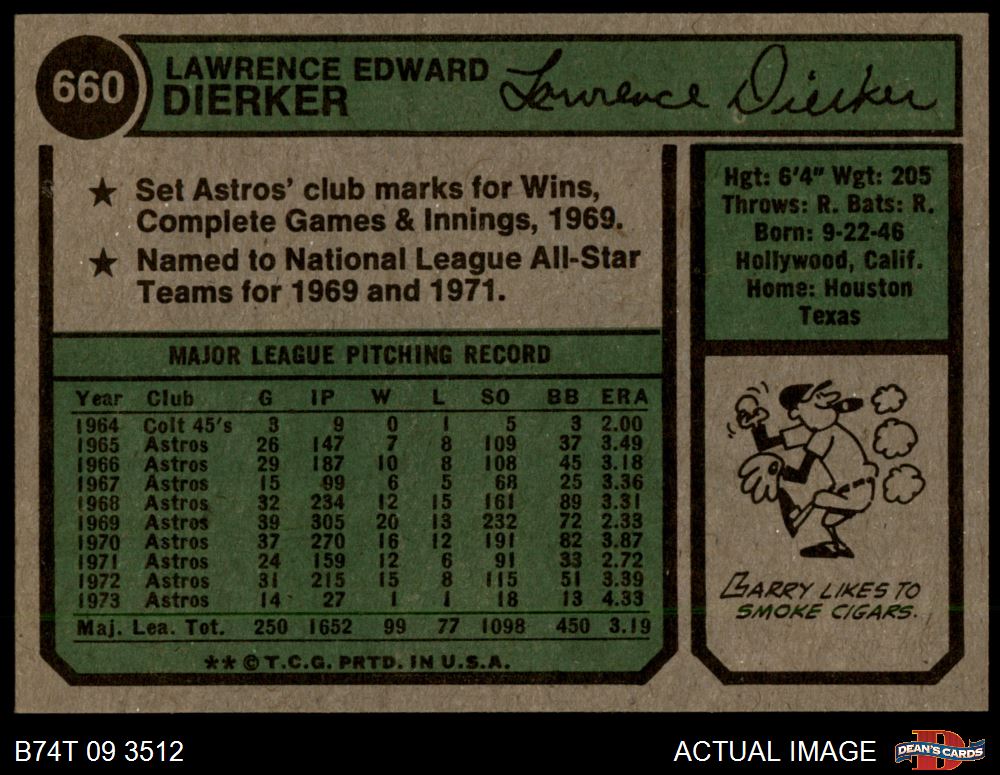 660
LAWRENCE EDWARD
DIERKER
Lawrence Dierker
★ Set Astros' club marks for Wins,
Complete Games & Innings, 1969.
★ Named to National League All-Star
Teams for 1969 and 1971.
Hgt: 6'4" Wgt: 205
Throws: R. Bats: R.
Born: 9-22-46
Hollywood, Calif.
Home: Houston
Texas
MAJOR LEAGUE PITCHING RECORD
Year Club G IP W L SO BB ERA
1964 Colt 45's 3 9 0 1 5 3 2.00
1965 Astros 26 147 7 8 109 37 3.49
1966 Astros 29 187 10 8 108 45 3.18
1967 Astros 15 99 6 5 68 25 3.36
1968 Astros 32 234 12 15 161 89 3.31
1969 Astros 39 305 20 13 232 72 2.33
1970 Astros 37 270 16 12 191 82 3.87
1971 Astros 24 159 12 6 91 33 2.72
1972 Astros 31 215 15 8 115 51 3.39
1973 Astros 14 27 1 1 18 13 4.33
Maj. Lea. Tot. 250 1652 99 77 1098 450 3.19
** © T.C.G. PRTD. IN U.S.A.
LARRY LIKES TO
SMOKE CIGARS.
B74T 09 3512
ACTUAL IMAGE
D
DEAN'S CARDS